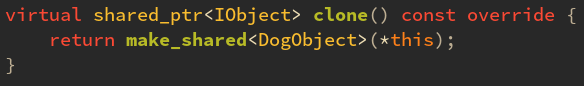 virtual shared_ptr<IObject> clone() const override {
    return make_shared<DogObject>(*this);
}